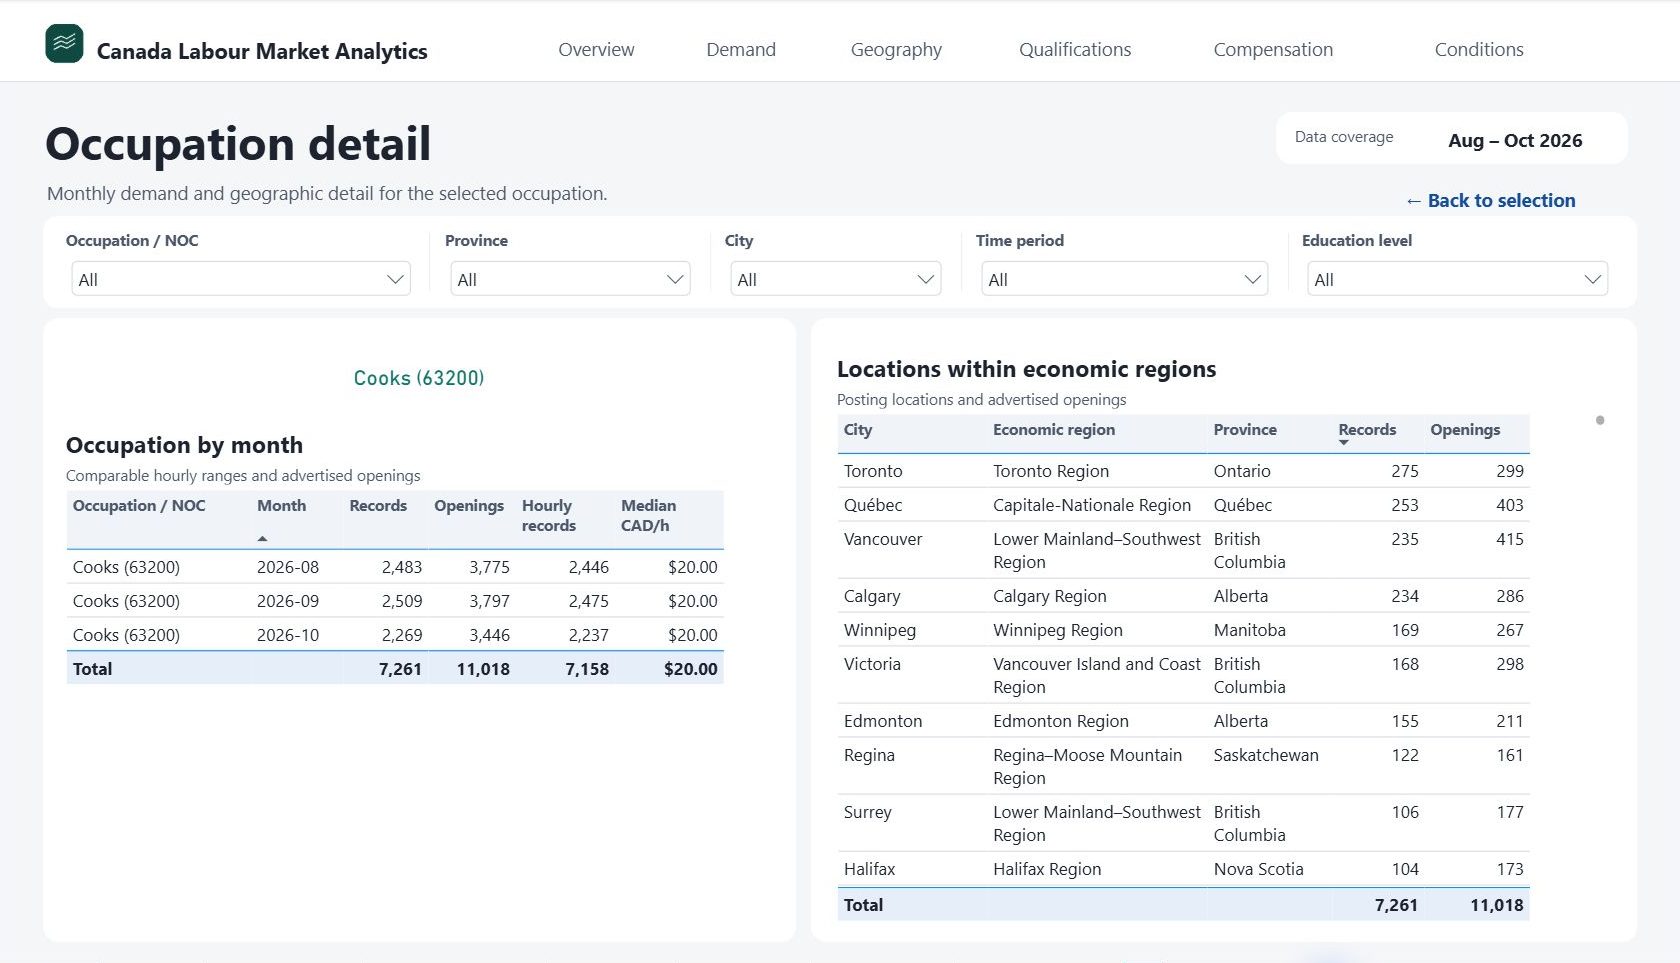 Canada Labour Market Analytics
Overview Demand Geography Qualifications Compensation Conditions
Occupation detail
Data coverage Aug – Oct 2026
Monthly demand and geographic detail for the selected occupation.
← Back to selection
Occupation / NOC Province City Time period Education level
All All All All All
Cooks (63200)
Occupation by month
Comparable hourly ranges and advertised openings
Occupation / NOC Month Records Openings Hourly records Median CAD/h
Cooks (63200) 2026-08 2,483 3,775 2,446 $20.00
Cooks (63200) 2026-09 2,509 3,797 2,475 $20.00
Cooks (63200) 2026-10 2,269 3,446 2,237 $20.00
Total 7,261 11,018 7,158 $20.00
Locations within economic regions
Posting locations and advertised openings
City Economic region Province Records Openings
Toronto Toronto Region Ontario 275 299
Québec Capitale-Nationale Region Québec 253 403
Vancouver Lower Mainland–Southwest Region British Columbia 235 415
Calgary Calgary Region Alberta 234 286
Winnipeg Winnipeg Region Manitoba 169 267
Victoria Vancouver Island and Coast Region British Columbia 168 298
Edmonton Edmonton Region Alberta 155 211
Regina Regina–Moose Mountain Region Saskatchewan 122 161
Surrey Lower Mainland–Southwest Region British Columbia 106 177
Halifax Halifax Region Nova Scotia 104 173
Total 7,261 11,018